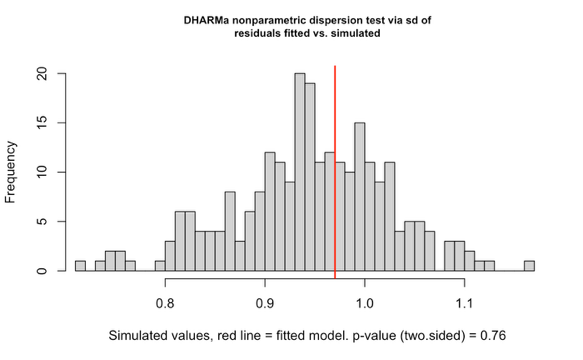 DHARMa nonparametric dispersion test via sd of
residuals fitted vs. simulated
Frequency
20
15
10
5
0
0.8 0.9 1.0 1.1
Simulated values, red line = fitted model. p-value (two.sided) = 0.76